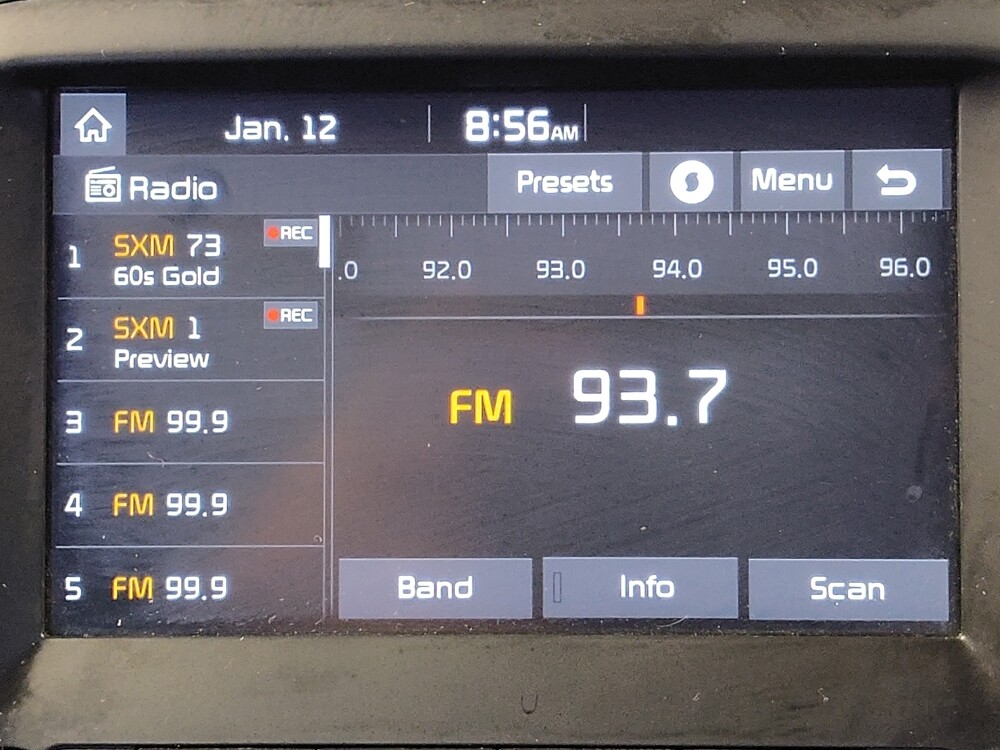 Jan. 12 8:56AM
Radio Presets Menu
1 SXM 73 REC
60s Gold
2 SXM 1 REC
Preview
3 FM 99.9
4 FM 99.9
5 FM 99.9
.0 92.0 93.0 94.0 95.0 96.0
FM 93.7
Band Info Scan